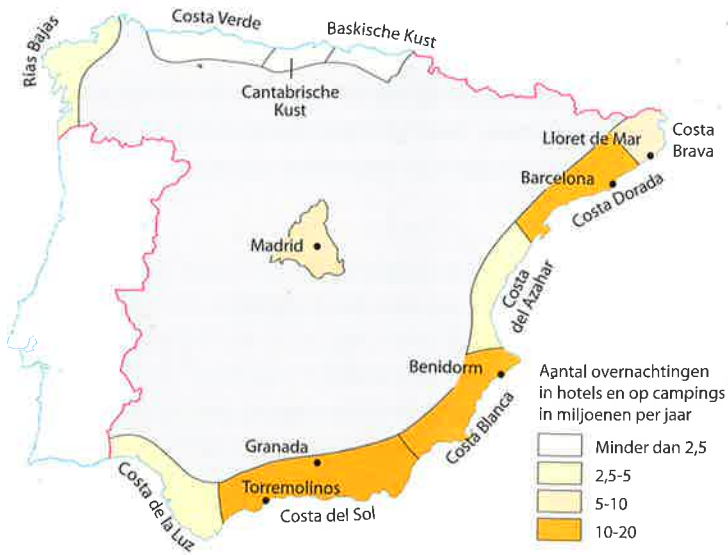 Costa Verde
Baskische Kust
Rías Bajas
Cantabrische
Kust
Lloret de Mar
Costa
Brava
Barcelona
Costa Dorada
Madrid
Costa
del Azahar
Benidorm
Costa Blanca
Granada
Torremolinos
Costa del Sol
Costa de la Luz
Aantal overnachtingen
in hotels en op campings
in miljoenen per jaar
Minder dan 2,5
2,5-5
5-10
10-20